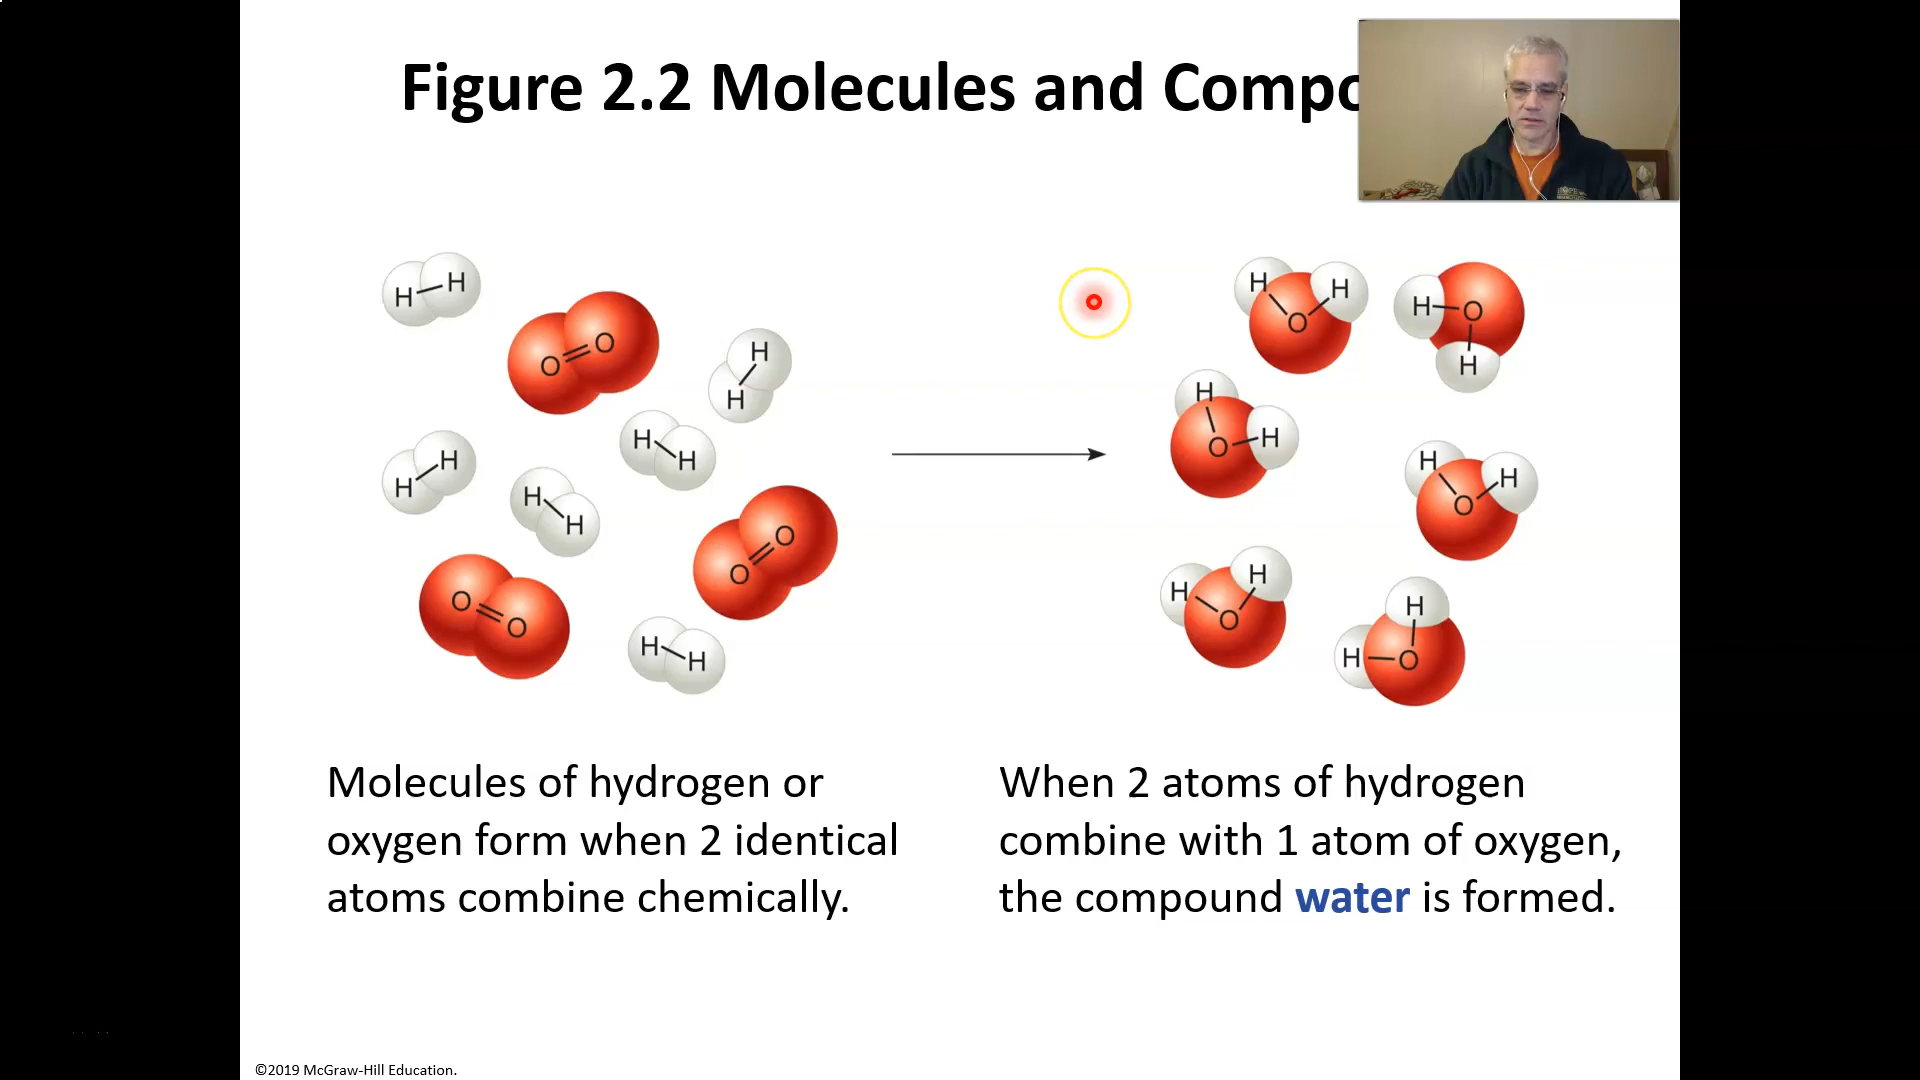 Figure 2.2 Molecules and Compo
H H
O O
H H
H H
H H
H H
O O
O O
H H
H O H
H O H
H O H
H O H
H O H
H O H
Molecules of hydrogen or
oxygen form when 2 identical
atoms combine chemically.
When 2 atoms of hydrogen
combine with 1 atom of oxygen,
the compound water is formed.
©2019 McGraw-Hill Education.